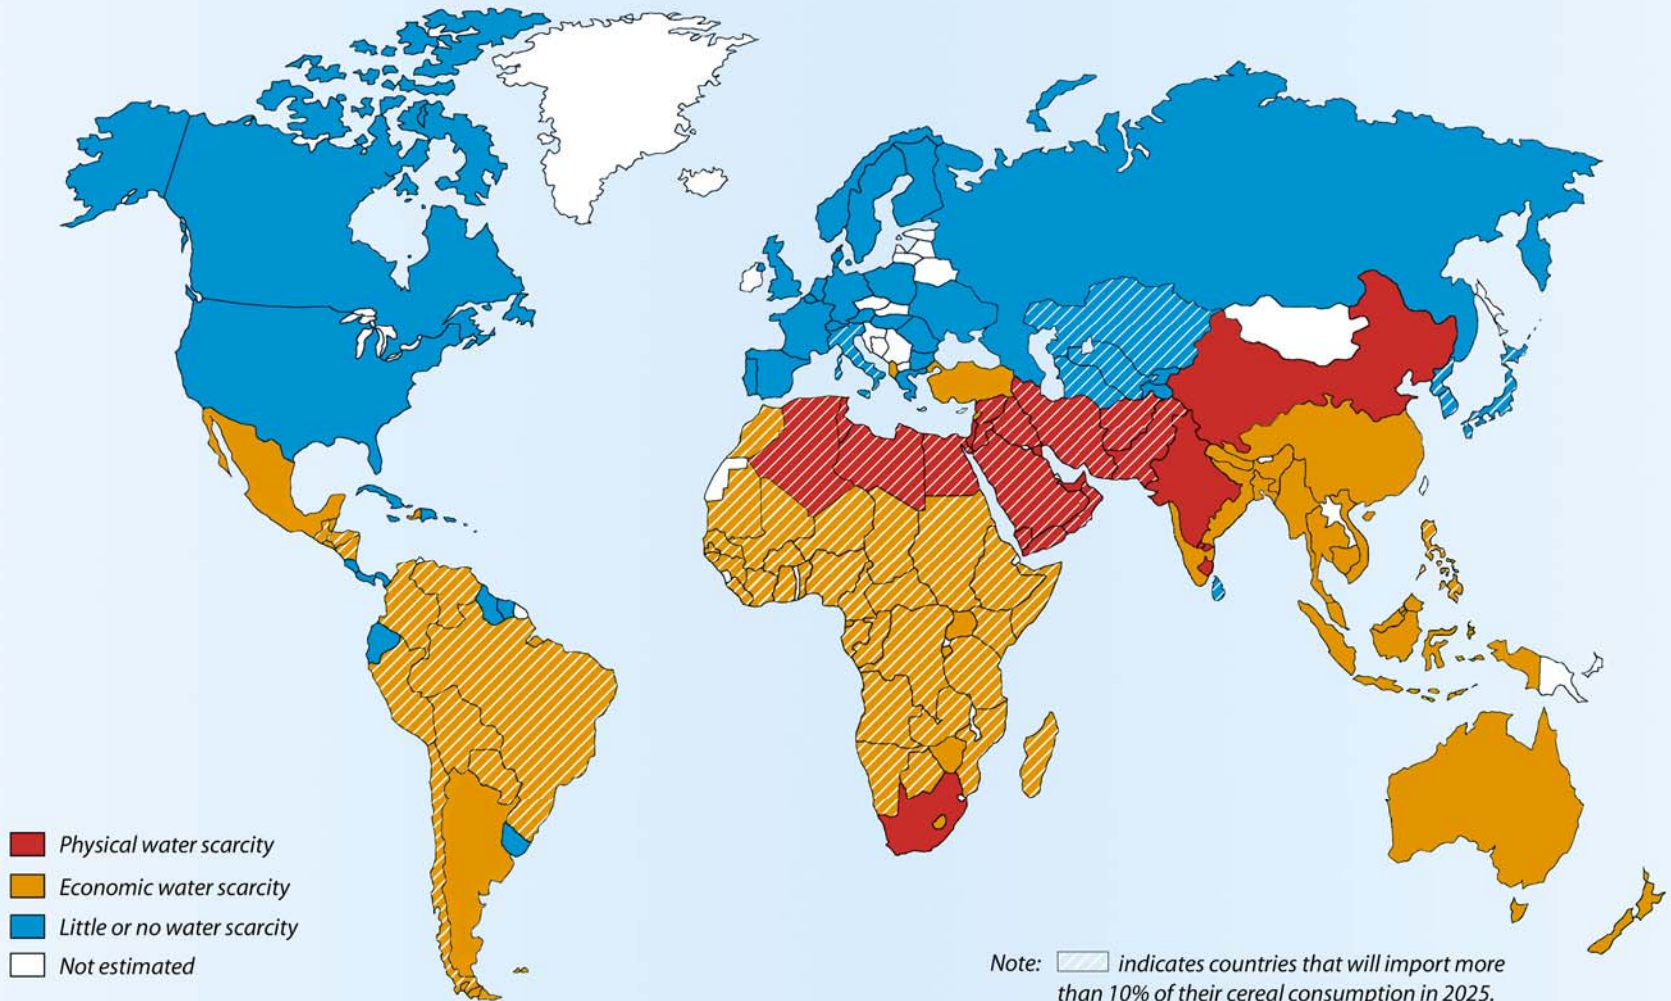 Physical water scarcity
Economic water scarcity
Little or no water scarcity
Not estimated
Note: indicates countries that will import more
than 10% of their cereal consumption in 2025.